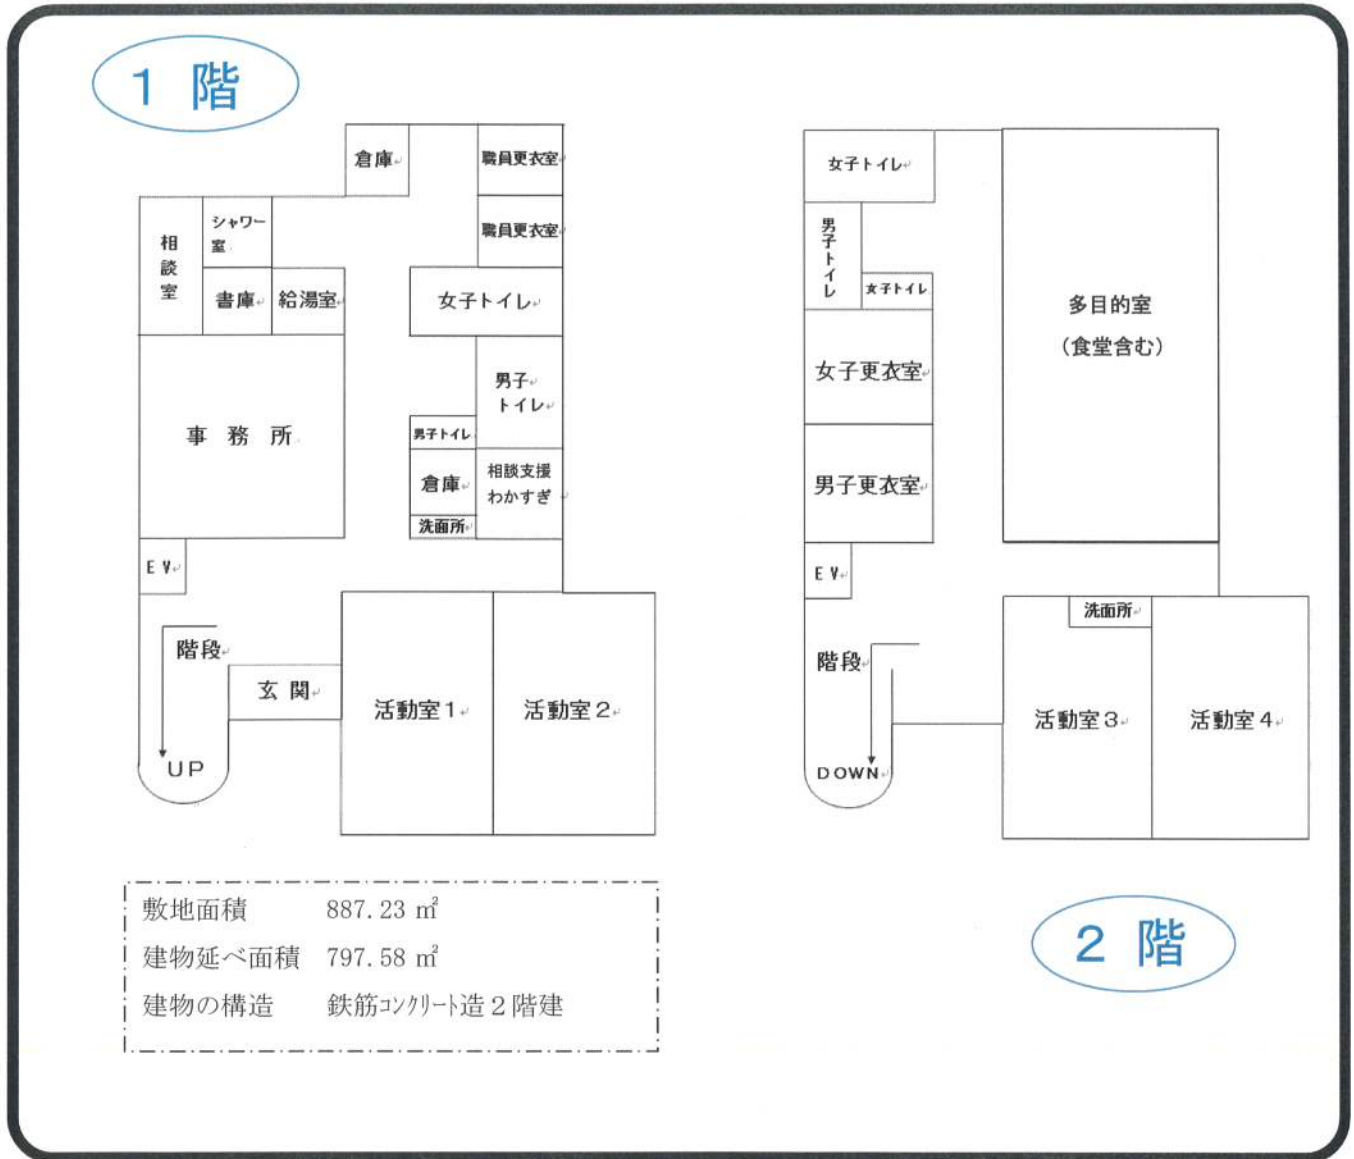 1 階
倉庫
職員更衣室
職員更衣室
相談室
シャワー
室
書庫
給湯室
女子トイレ
男子
トイレ
事 務 所
男子トイレ
倉庫
相談支援
わかすぎ
洗面所
EV
階段
玄 関
活動室1
活動室2
UP
敷地面積 887.23 ㎡
建物延べ面積 797.58 ㎡
建物の構造 鉄筋コンクリート造2階建
女子トイレ
男子トイレ
女子トイレ
多目的室
（食堂含む）
女子更衣室
男子更衣室
EV
洗面所
階段
活動室3
活動室4
DOWN
2 階